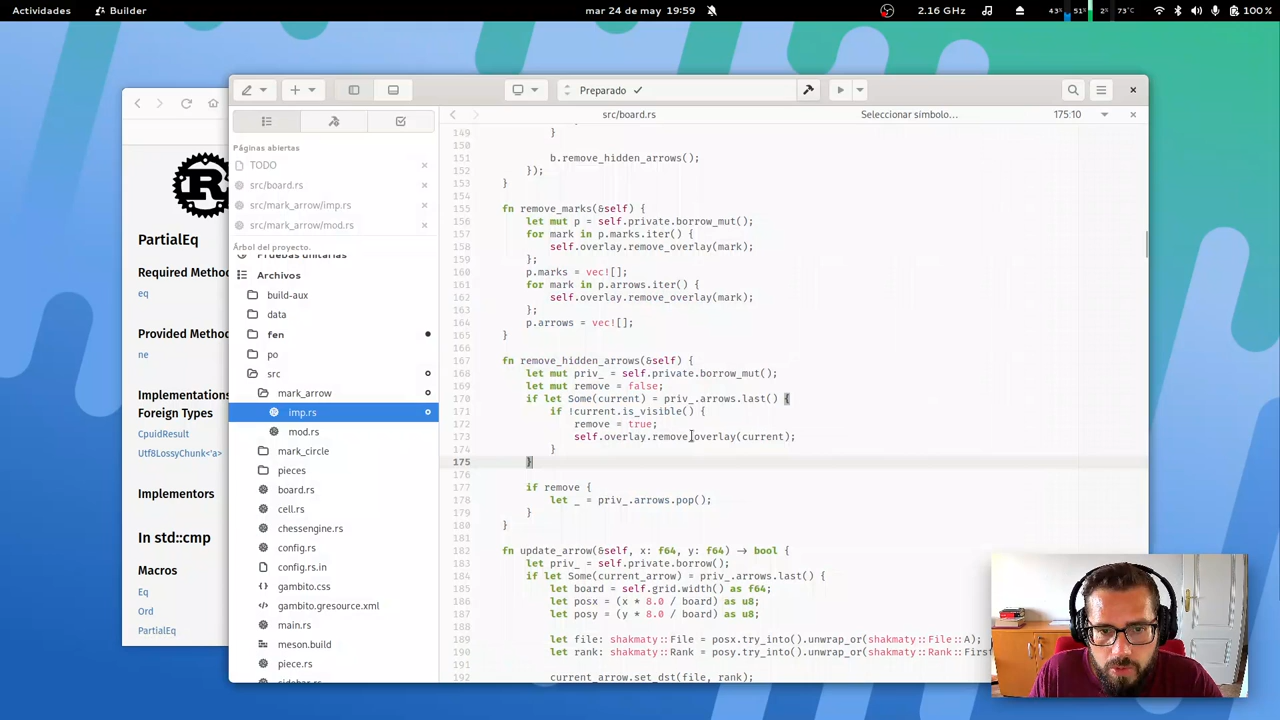 Actividades
Builder
mar 24 de may 19:59
2.16 GHz
43%
51%
2%
73°C
100 %
Preparado ✓
src/board.rs
Seleccionar símbolo…
175:10
Páginas abiertas
TODO
src/board.rs
src/mark_arrow/imp.rs
src/mark_arrow/mod.rs
Árbol del proyecto.
Pruebas unitarias
Archivos
build-aux
data
fen
po
src
mark_arrow
imp.rs
mod.rs
mark_circle
pieces
board.rs
cell.rs
chessengine.rs
config.rs
config.rs.in
gambito.css
gambito.gresource.xml
main.rs
meson.build
piece.rs
sidebar.rs
R
PartialEq
Required Metho
eq
Provided Metho
ne
Implementations
Foreign Types
CpuidResult
Utf8LossyChunk<'a>
Implementors
In std::cmp
Macros
Eq
Ord
PartialEq
149 }
150
151 b.remove_hidden_arrows();
152 });
153 }
154
155 fn remove_marks(&self) {
156 let mut p = self.private.borrow_mut();
157 for mark in p.marks.iter() {
158 self.overlay.remove_overlay(mark);
159 };
160 p.marks = vec![];
161 for mark in p.arrows.iter() {
162 self.overlay.remove_overlay(mark);
163 };
164 p.arrows = vec![];
165 }
166
167 fn remove_hidden_arrows(&self) {
168 let mut priv_ = self.private.borrow_mut();
169 let mut remove = false;
170 if let Some(current) = priv_.arrows.last() {
171 if !current.is_visible() {
172 remove = true;
173 self.overlay.remove_overlay(current);
174 }
175 }
176
177 if remove {
178 let _ = priv_.arrows.pop();
179 }
180 }
181
182 fn update_arrow(&self, x: f64, y: f64) -> bool {
183 let priv_ = self.private.borrow();
184 if let Some(current_arrow) = priv_.arrows.last() {
185 let board = self.grid.width() as f64;
186 let posx = (x * 8.0 / board) as u8;
187 let posy = (y * 8.0 / board) as u8;
188
189 let file: shakmaty::File = posx.try_into().unwrap_or(shakmaty::File::A);
190 let rank: shakmaty::Rank = posy.try_into().unwrap_or(shakmaty::Rank::First
191
192 current_arrow.set_dst(file, rank);